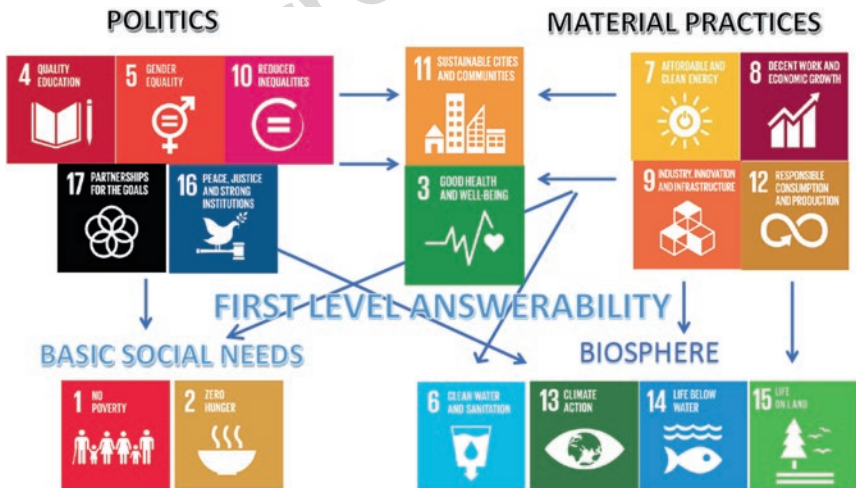 POLITICS
MATERIAL PRACTICES
4 QUALITY
EDUCATION
5 GENDER
EQUALITY
10 REDUCED
INEQUALITIES
11 SUSTAINABLE CITIES
AND COMMUNITIES
7 AFFORDABLE AND
CLEAN ENERGY
8 DECENT WORK AND
ECONOMIC GROWTH
17 PARTNERSHIPS
FOR THE GOALS
16 PEACE, JUSTICE
AND STRONG
INSTITUTIONS
3 GOOD HEALTH
AND WELL-BEING
9 INDUSTRY, INNOVATION
AND INFRASTRUCTURE
12 RESPONSIBLE
CONSUMPTION
AND PRODUCTION
FIRST LEVEL ANSWERABILITY
BASIC SOCIAL NEEDS
BIOSPHERE
1 NO
POVERTY
2 ZERO
HUNGER
6 CLEAN WATER
AND SANITATION
13 CLIMATE
ACTION
14 LIFE BELOW
WATER
15 LIFE
ON LAND